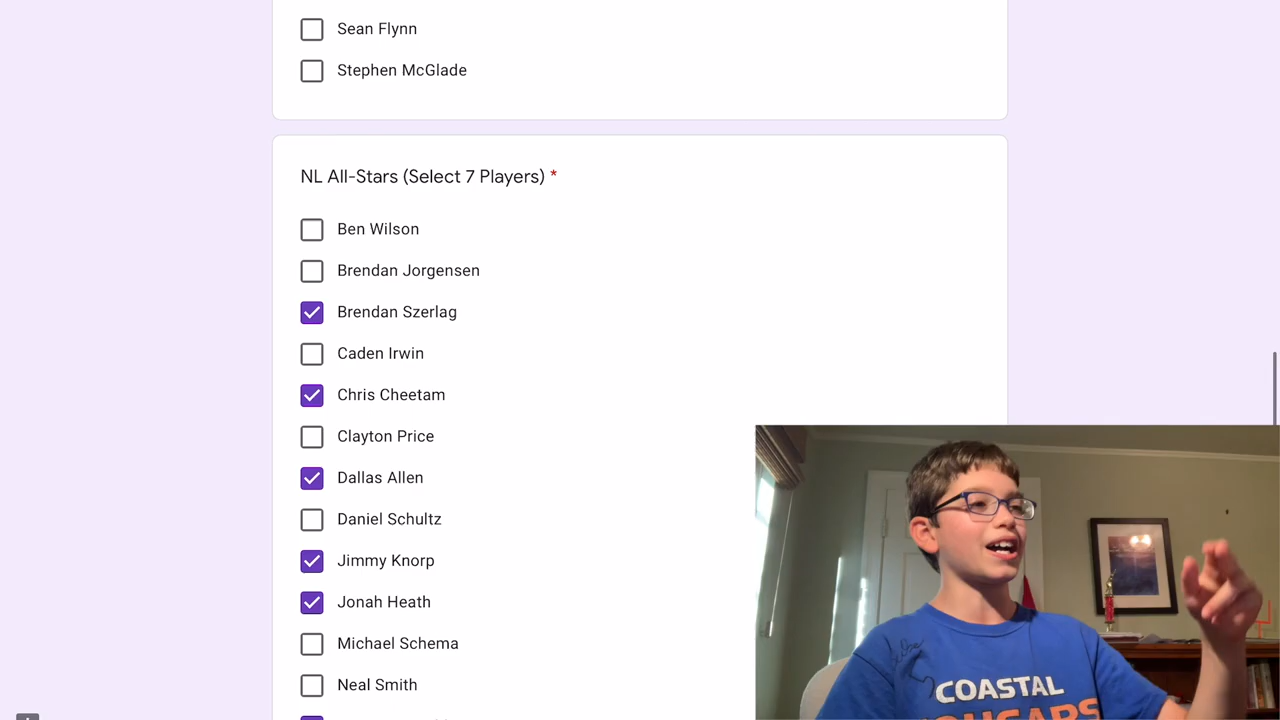 Sean Flynn
Stephen McGlade
NL All-Stars (Select 7 Players) *
Ben Wilson
Brendan Jorgensen
Brendan Szerlag
Caden Irwin
Chris Cheetam
Clayton Price
Dallas Allen
Daniel Schultz
Jimmy Knorp
Jonah Heath
Michael Schema
Neal Smith
COASTAL
COUGARS